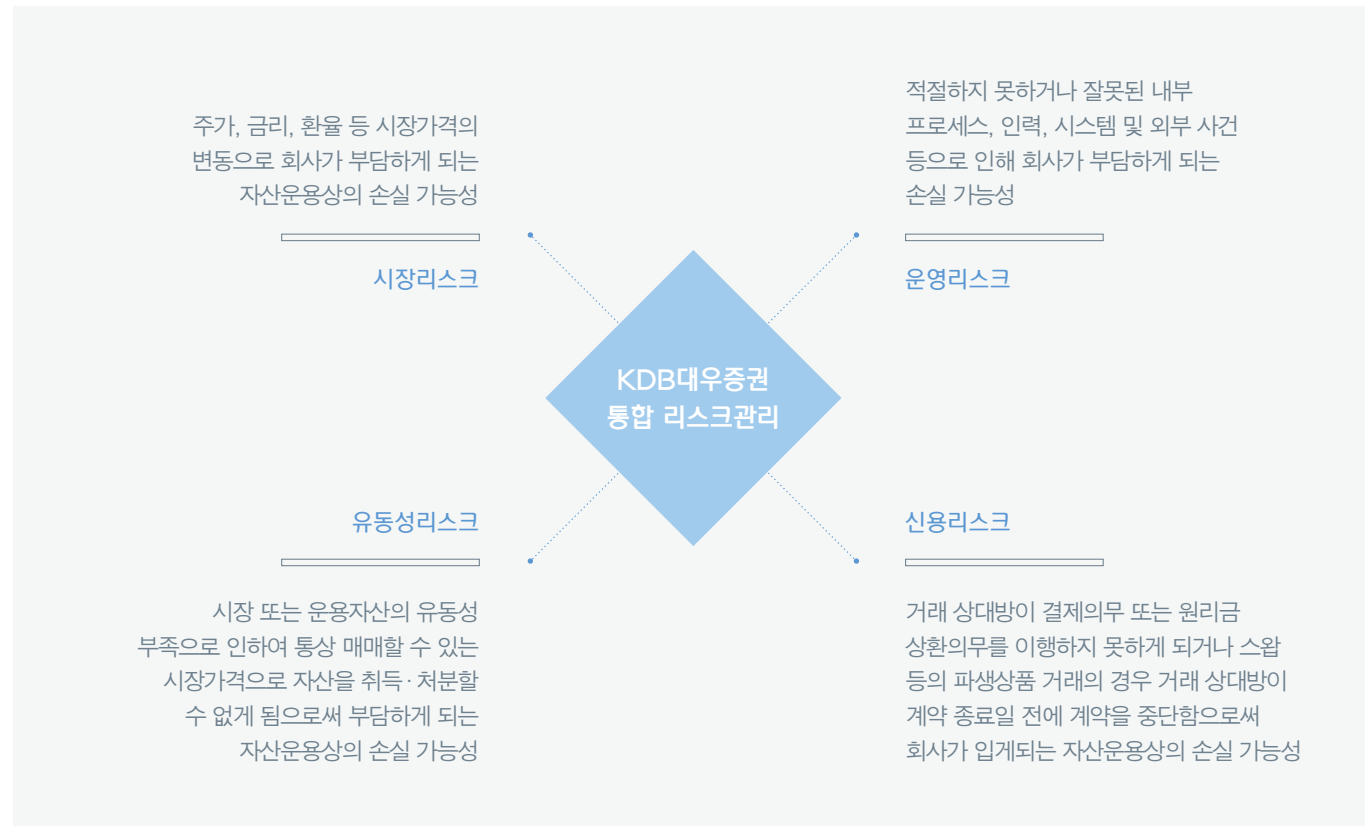 주가, 금리, 환율 등 시장가격의
변동으로 회사가 부담하게 되는
자산운용상의 손실 가능성
시장리스크
적절하지 못하거나 잘못된 내부
프로세스, 인력, 시스템 및 외부 사건
등으로 인해 회사가 부담하게 되는
손실 가능성
운영리스크
KDB대우증권
통합 리스크관리
유동성리스크
시장 또는 운용자산의 유동성
부족으로 인하여 통상 매매할 수 있는
시장가격으로 자산을 취득·처분할
수 없게 됨으로써 부담하게 되는
자산운용상의 손실 가능성
신용리스크
거래 상대방이 결제의무 또는 원리금
상환의무를 이행하지 못하게 되거나 스왑
등의 파생상품 거래의 경우 거래 상대방이
계약 종료일 전에 계약을 중단함으로써
회사가 입게되는 자산운용상의 손실 가능성